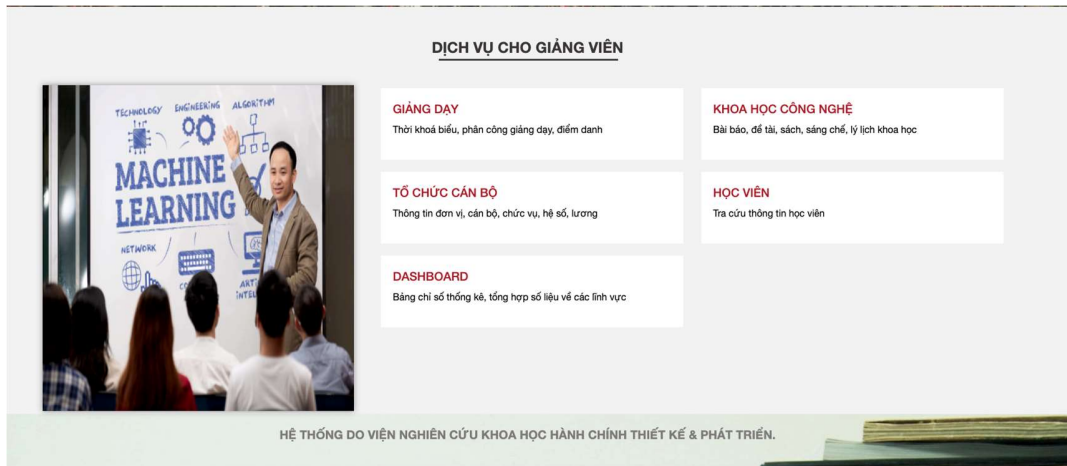 DỊCH VỤ CHO GIẢNG VIÊN
TECHNOLOGY ENGINEERING ALGORITHM
MACHINE
LEARNING
NETWORK
GIẢNG DẠY
Thời khoá biểu, phân công giảng dạy, điểm danh
KHOA HỌC CÔNG NGHỆ
Bài báo, đề tài, sách, sáng chế, lý lịch khoa học
TỔ CHỨC CÁN BỘ
Thông tin đơn vị, cán bộ, chức vụ, hệ số, lương
HỌC VIÊN
Tra cứu thông tin học viên
DASHBOARD
Bảng chỉ số thống kê, tổng hợp số liệu về các lĩnh vực
HỆ THỐNG DO VIỆN NGHIÊN CỨU KHOA HỌC HÀNH CHÍNH THIẾT KẾ & PHÁT TRIỂN.